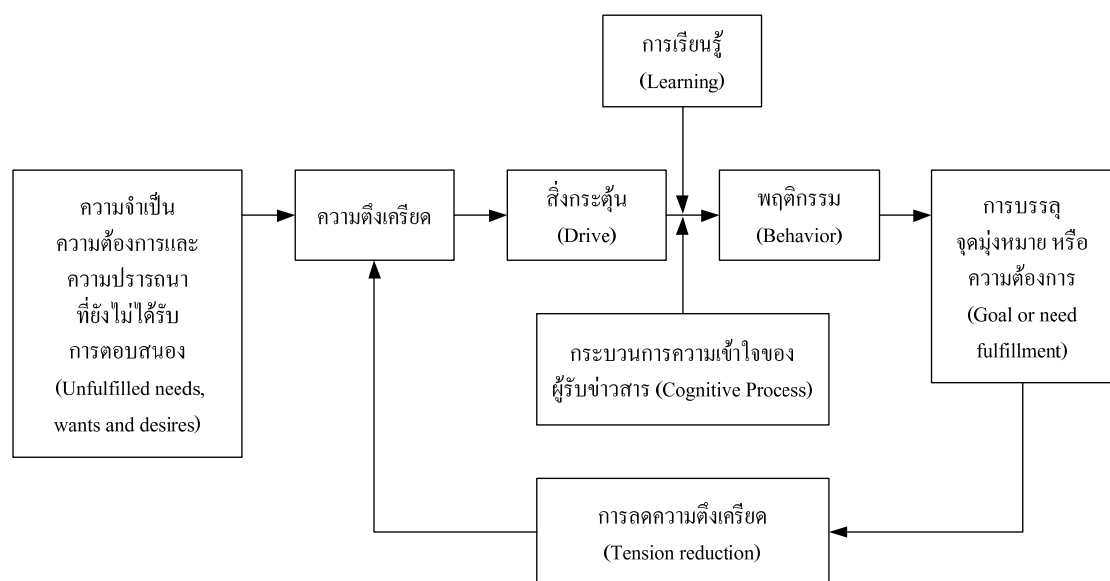 การเรียนรู้
(Learning)
ความจำเป็น
ความต้องการและ
ความปรารถนา
ที่ยังไม่ได้รับ
การตอบสนอง
(Unfulfilled needs,
wants and desires)
ความตึงเครียด
สิ่งกระตุ้น
(Drive)
พฤติกรรม
(Behavior)
การบรรลุ
จุดมุ่งหมาย หรือ
ความต้องการ
(Goal or need
fulfillment)
กระบวนการความเข้าใจของ
ผู้รับข่าวสาร (Cognitive Process)
การลดความตึงเครียด
(Tension reduction)